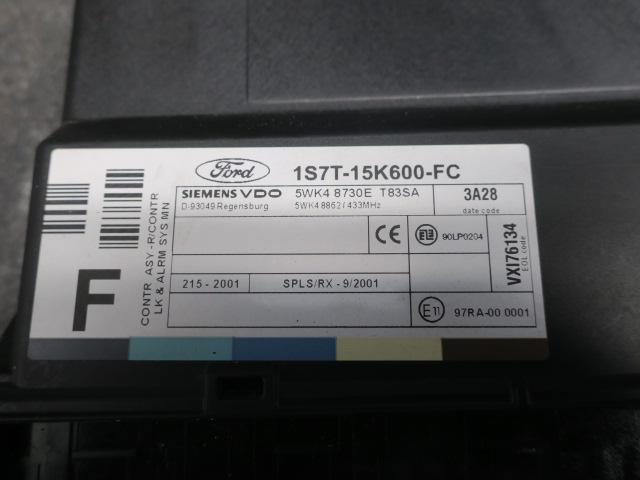 Ford
1S7T-15K600-FC
SIEMENS VDO 5WK4 8730E T83SA
D-93049 Regensburg 5WK4 8862 / 433MHz
3A28
date code
CE
90LP0204
VXI76134
EOL code
215 - 2001 SPLS/RX - 9/2001
E11 97RA-00 0001
CONTR ASY -R/CONTR
LK & ALRM SYS MN
F